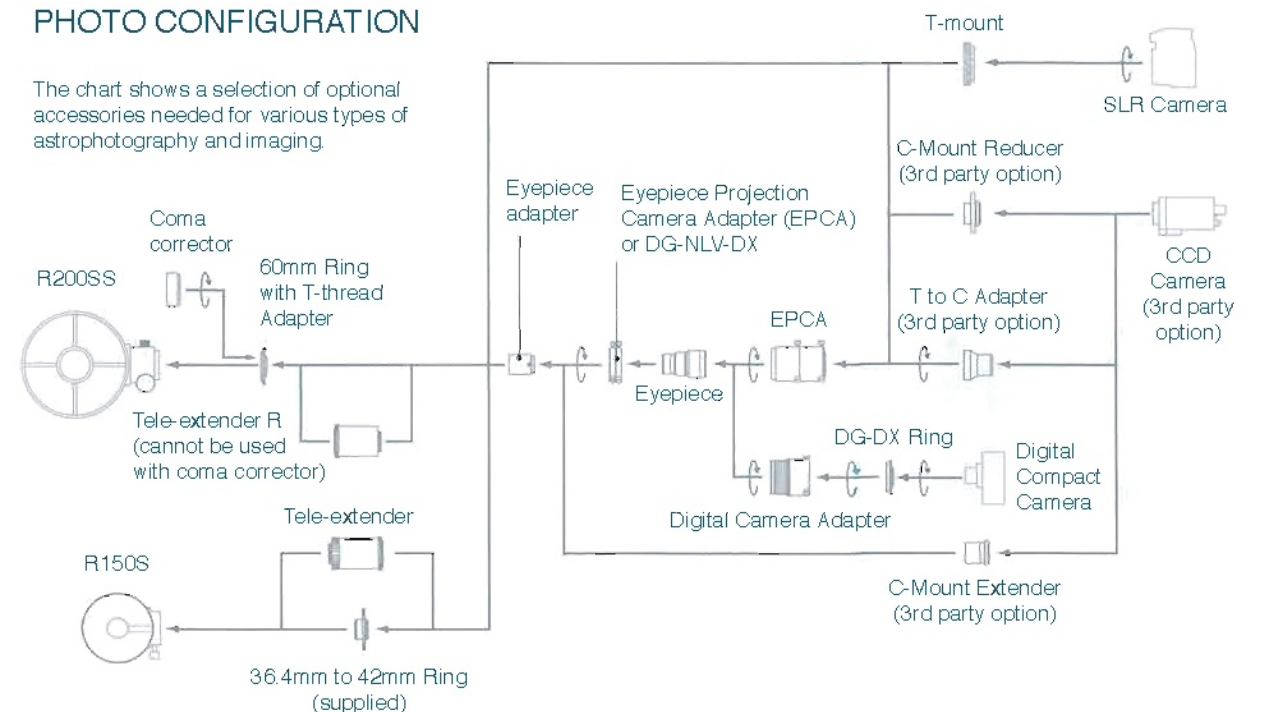 PHOTO CONFIGURATION
The chart shows a selection of optional
accessories needed for various types of
astrophotography and imaging.
T-mount
SLR Camera
C-Mount Reducer
(3rd party option)
Eyepiece
adapter
Eyepiece Projection
Camera Adapter (EPCA)
or DG-NLV-DX
Coma
corrector
R200SS
60mm Ring
with T-thread
Adapter
CCD
Camera
(3rd party
option)
T to C Adapter
(3rd party option)
EPCA
Eyepiece
Tele-extender R
(cannot be used
with coma corrector)
DG-DX Ring
Digital
Compact
Camera
Digital Camera Adapter
Tele-extender
R150S
C-Mount Extender
(3rd party option)
36.4mm to 42mm Ring
(supplied)